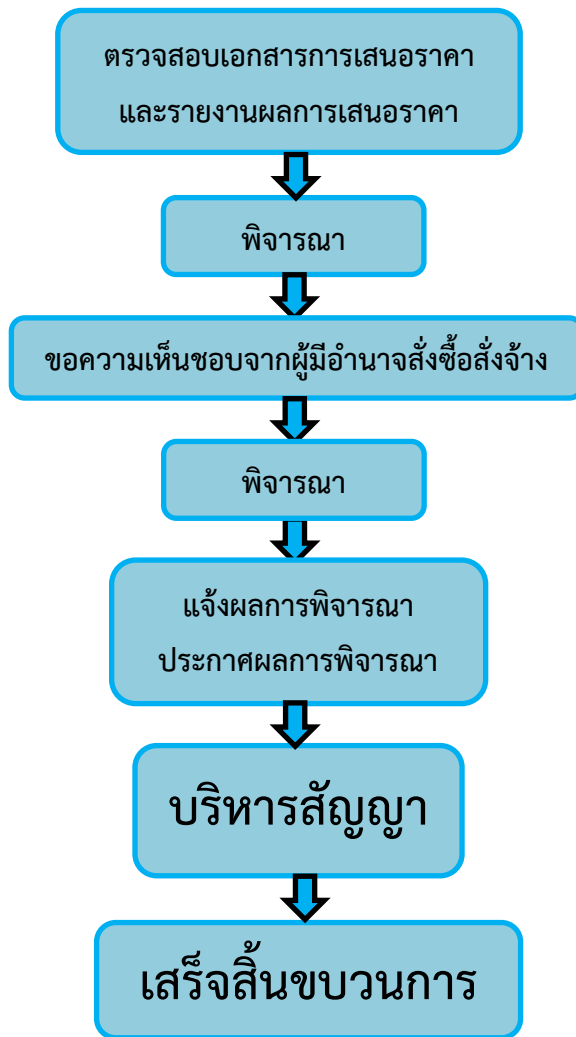 ตรวจสอบเอกสารการเสนอราคา
และรายงานผลการเสนอราคา
พิจารณา
ขอความเห็นชอบจากผู้มีอำนาจสั่งซื้อสั่งจ้าง
พิจารณา
แจ้งผลการพิจารณา
ประกาศผลการพิจารณา
บริหารสัญญา
เสร็จสิ้นขบวนการ